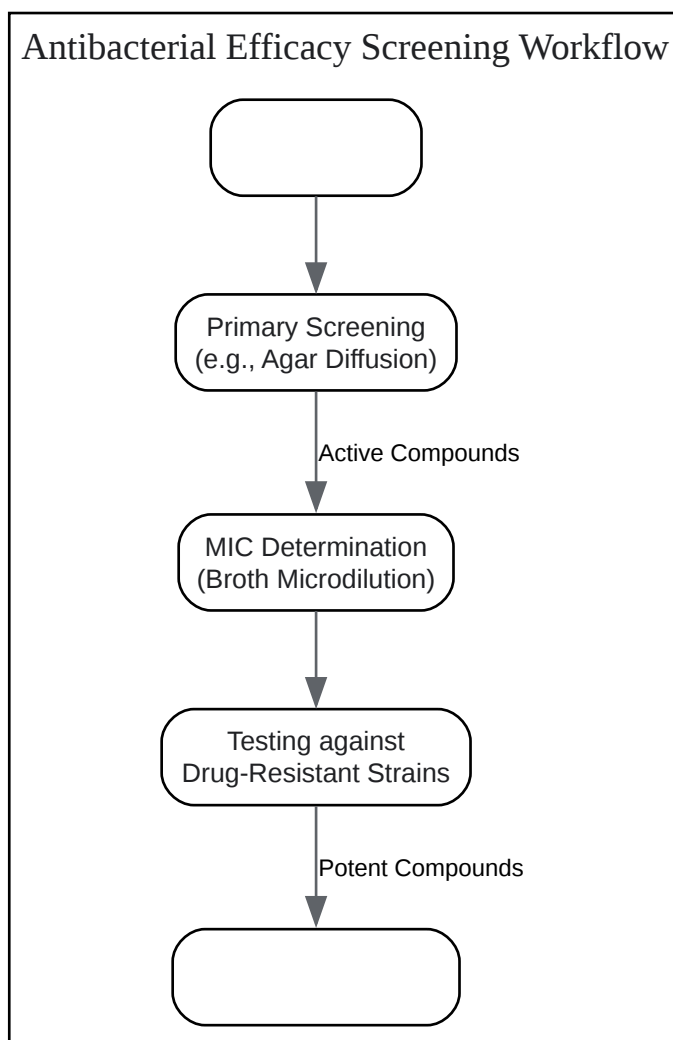 Antibacterial Efficacy Screening Workflow
Primary Screening
(e.g., Agar Diffusion)
Active Compounds
MIC Determination
(Broth Microdilution)
Testing against
Drug-Resistant Strains
Potent Compounds